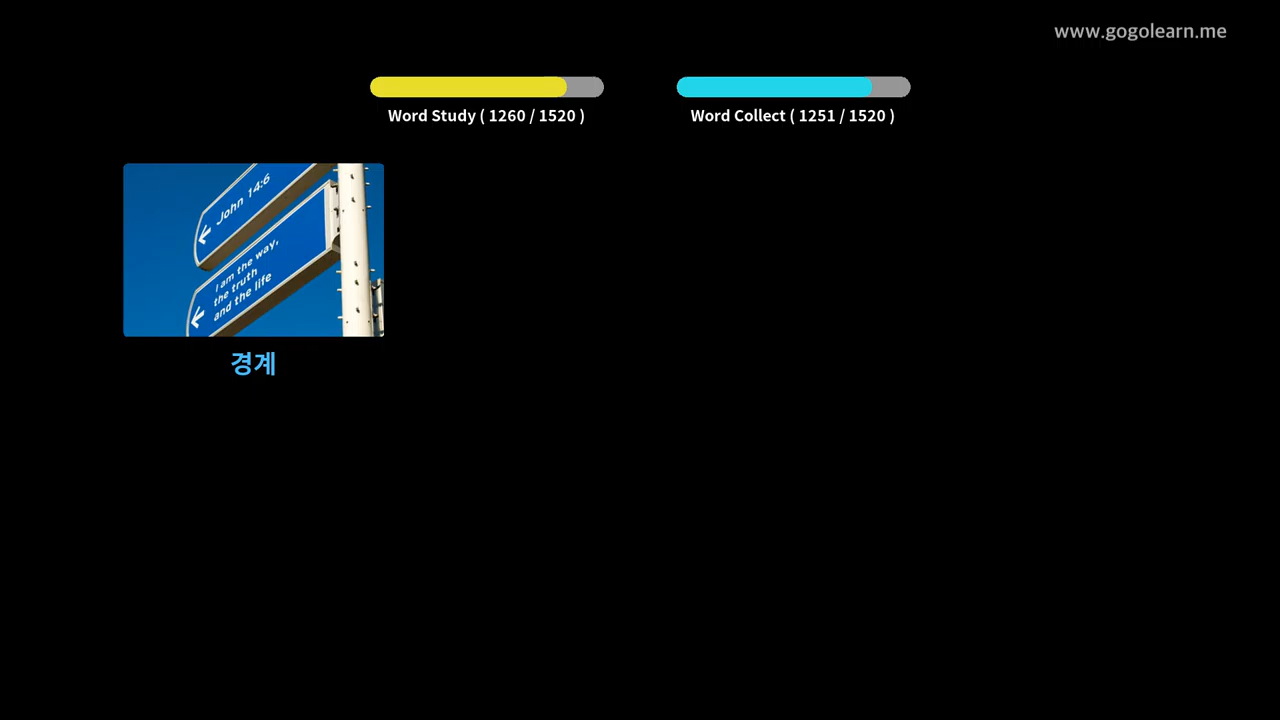 www.gogolearn.me
Word Study ( 1260 / 1520 )
Word Collect ( 1251 / 1520 )
John 14:6
I am the way,
the truth
and the life
경계